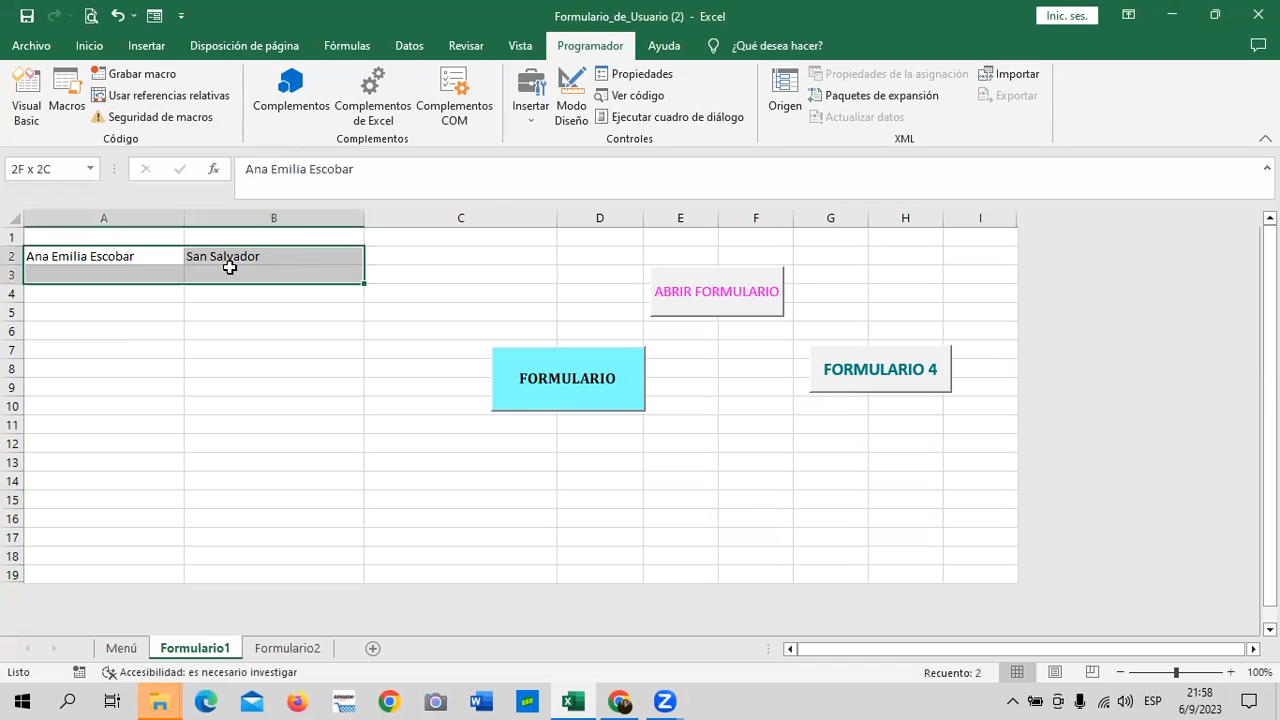 Formulario_de_Usuario (2) - Excel
Inic. ses.
Archivo Inicio Insertar Disposición de página Fórmulas Datos Revisar Vista Programador Ayuda ¿Qué desea hacer?
Visual Basic
Macros
Grabar macro
Usar referencias relativas
Seguridad de macros
Código
Complementos
Complementos de Excel
Complementos COM
Complementos
Insertar
Modo Diseño
Propiedades
Ver código
Ejecutar cuadro de diálogo
Controles
Origen
Propiedades de la asignación
Paquetes de expansión
Actualizar datos
Importar
Exportar
XML
2F x 2C
fx
Ana Emilia Escobar
A B C D E F G H I
1
2 Ana Emilia Escobar San Salvador
3
4
5
6
7
8
9
10
11
12
13
14
15
16
17
18
19
ABRIR FORMULARIO
FORMULARIO
FORMULARIO 4
Menú Formulario1 Formulario2
Listo Accesibilidad: es necesario investigar Recuento: 2 100%
ESP
21:58
6/9/2023